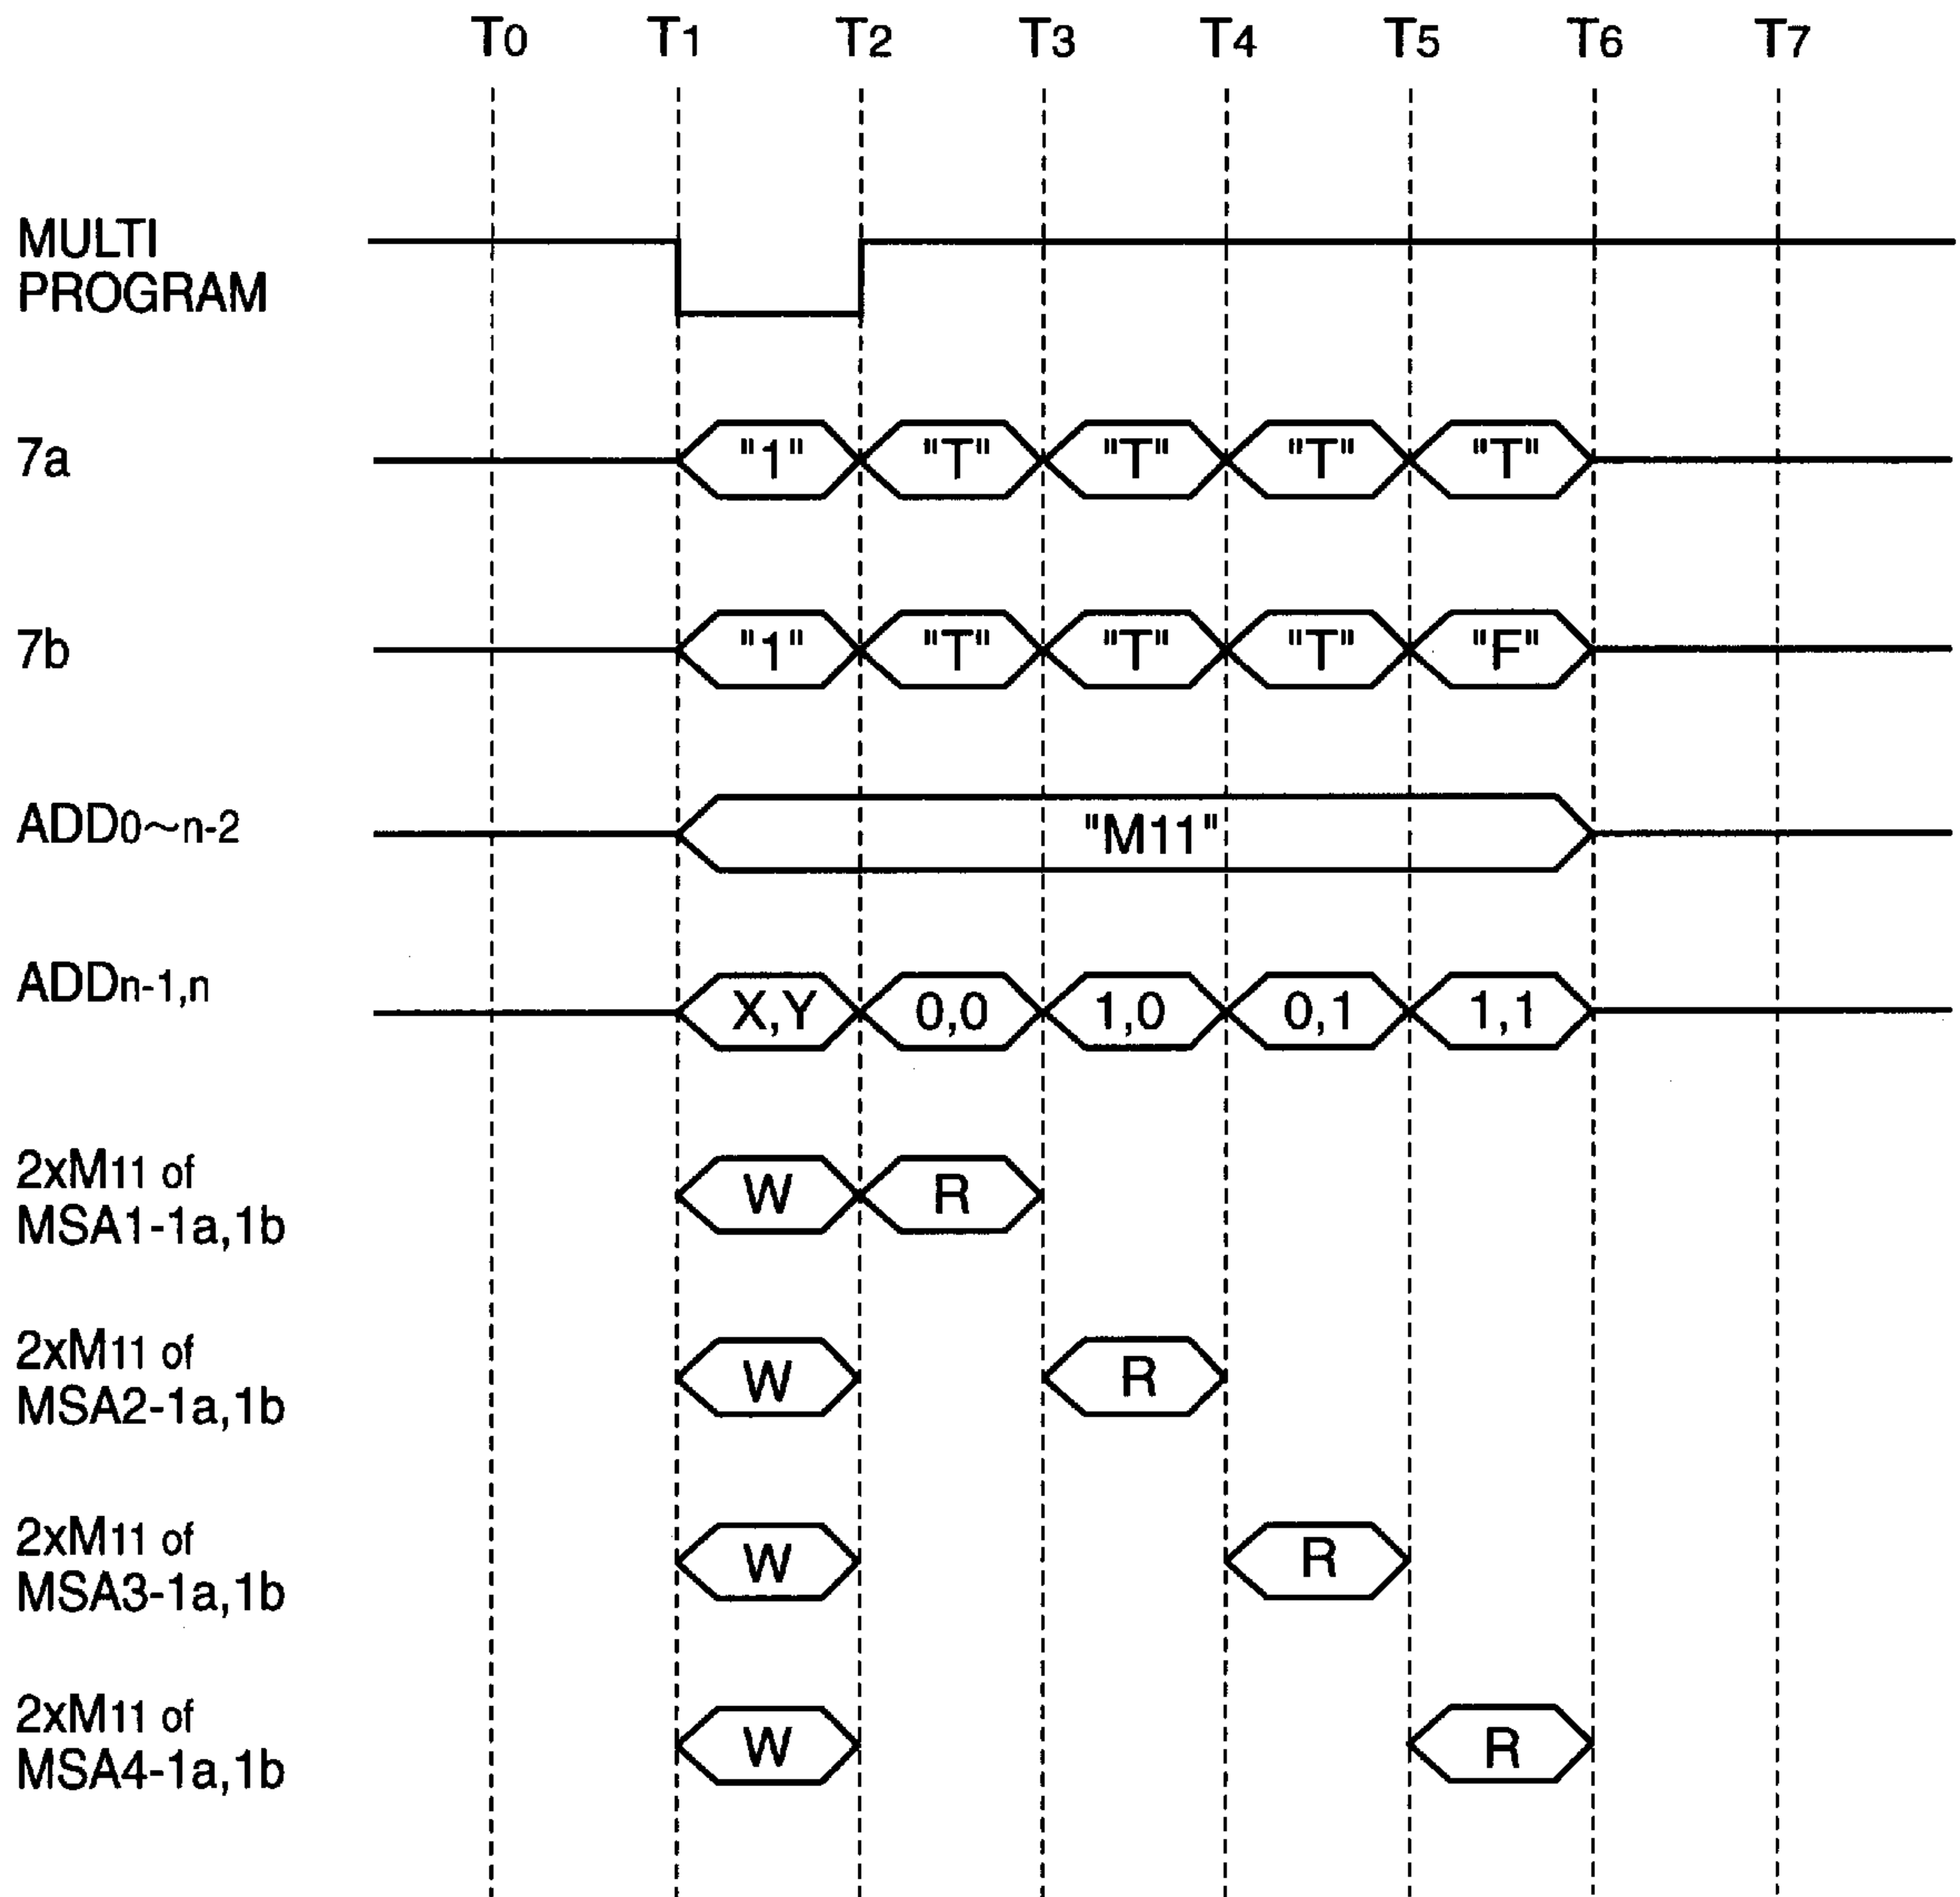 T0 T1 T2 T3 T4 T5 T6 T7
MULTI
PROGRAM
7a "1" "T" "T" "T" "T"
7b "1" "T" "T" "T" "F"
ADD0~n-2 "M11"
ADDn-1,n X,Y 0,0 1,0 0,1 1,1
2xM11 of
MSA1-1a,1b W R
2xM11 of
MSA2-1a,1b W R
2xM11 of
MSA3-1a,1b W R
2xM11 of
MSA4-1a,1b W R